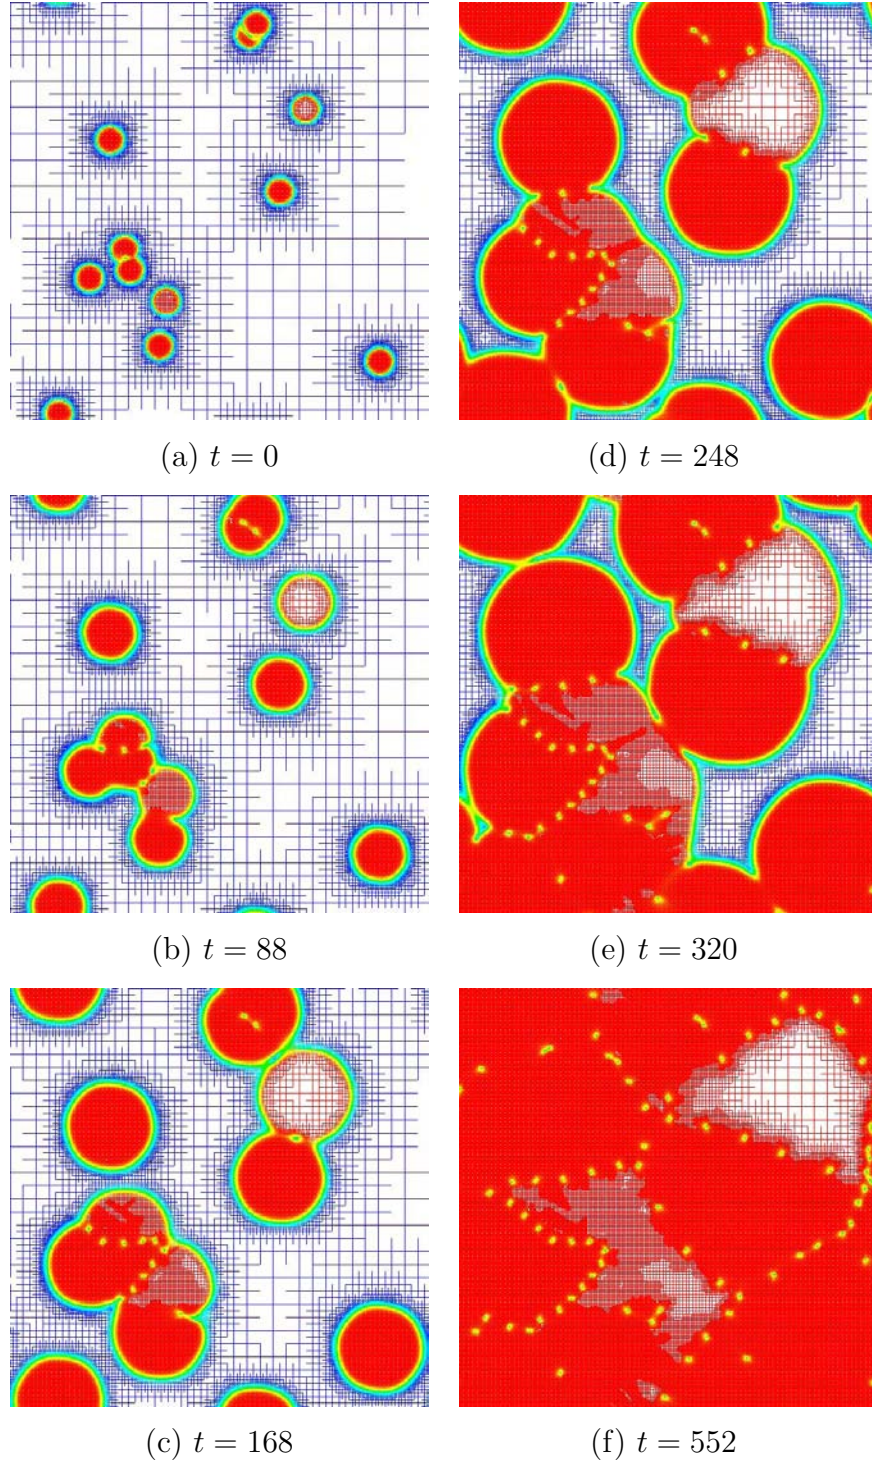 (a) t = 0
(d) t = 248
(b) t = 88
(e) t = 320
(c) t = 168
(f) t = 552